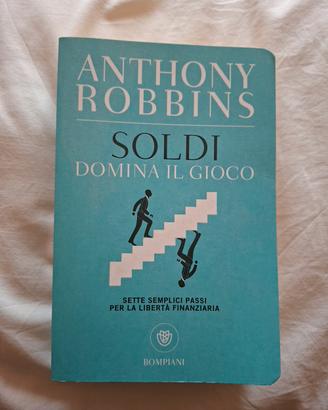 ANTHONY
ROBBINS
SOLDI
DOMINA IL GIOCO
SETTE SEMPLICI PASSI
PER LA LIBERTÀ FINANZIARIA
BOMPIANI